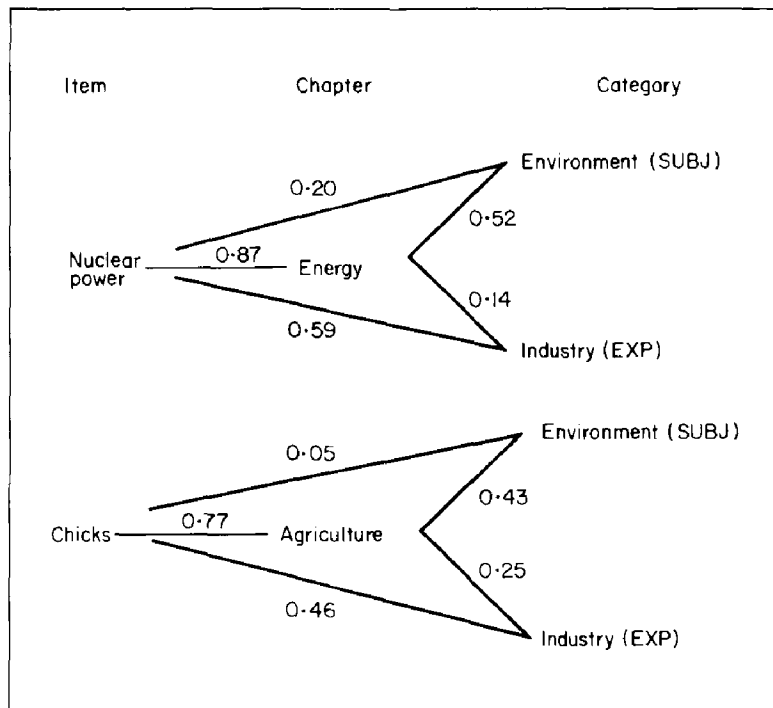 Item Chapter Category
Environment (SUBJ)
0·20
0·52
0·87
Nuclear power
Energy
0·14
0·59
Industry (EXP)
Environment (SUBJ)
0·05
0·43
0·77
Chicks
Agriculture
0·25
0·46
Industry (EXP)